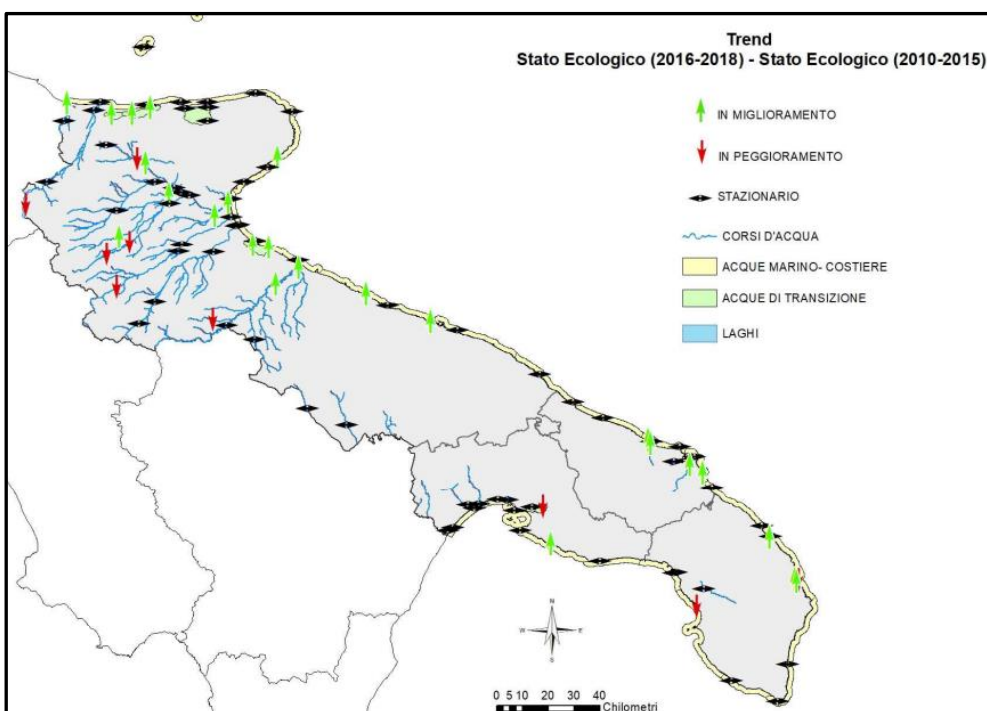 Trend
Stato Ecologico (2016-2018) - Stato Ecologico (2010-2015)
IN MIGLIORAMENTO
IN PEGGIORAMENTO
STAZIONARIO
CORSI D'ACQUA
ACQUE MARINO- COSTIERE
ACQUE DI TRANSIZIONE
LAGHI
N
W E
S
0 5 10 20 30 40
Chilometri